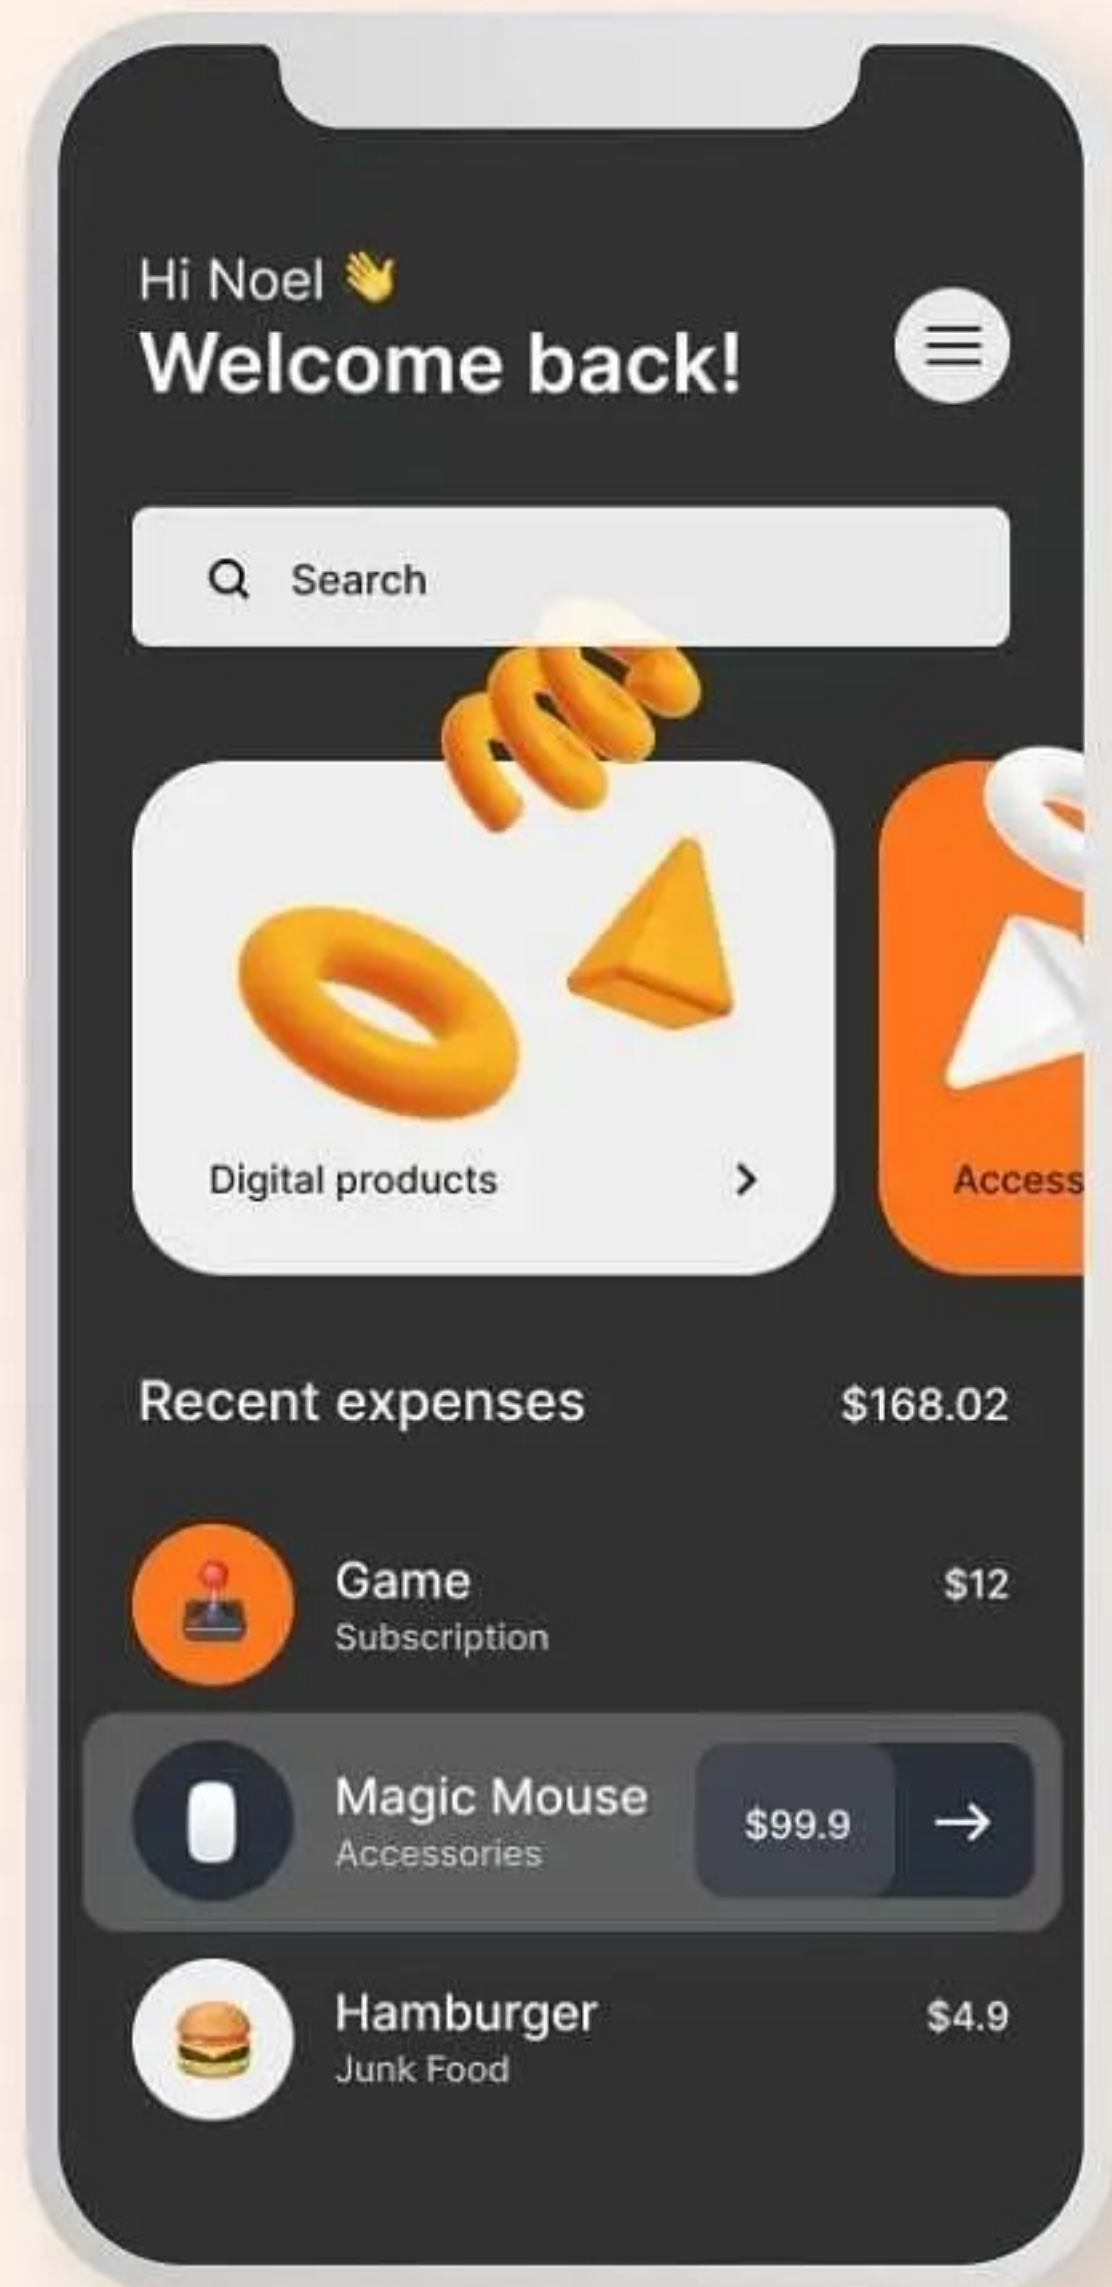 Hi Noel 👋
Welcome back!
Search
Digital products
Access
Recent expenses $168.02
Game $12
Subscription
Magic Mouse $99.9
Accessories
Hamburger $4.9
Junk Food